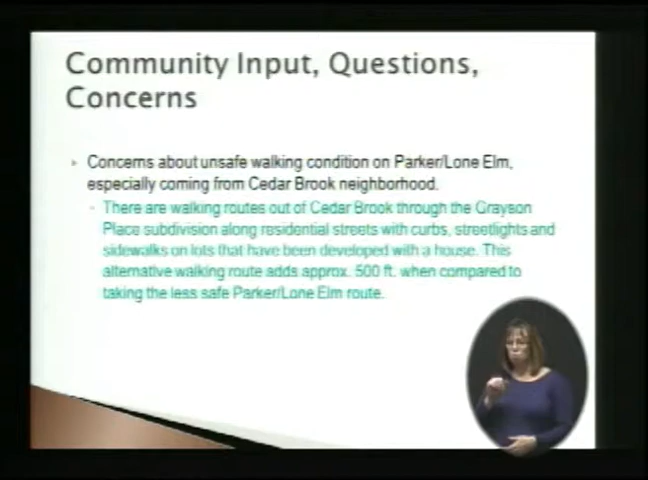 Community Input, Questions,
Concerns
Concerns about unsafe walking condition on Parker/Lone Elm,
especially coming from Cedar Brook neighborhood.
There are walking routes out of Cedar Brook through the Grayson
Place subdivision along residential streets with curbs, streetlights and
sidewalks on lots that have been developed with a house. This
alternative walking route adds approx. 500 ft. when compared to
taking the less safe Parker/Lone Elm route.